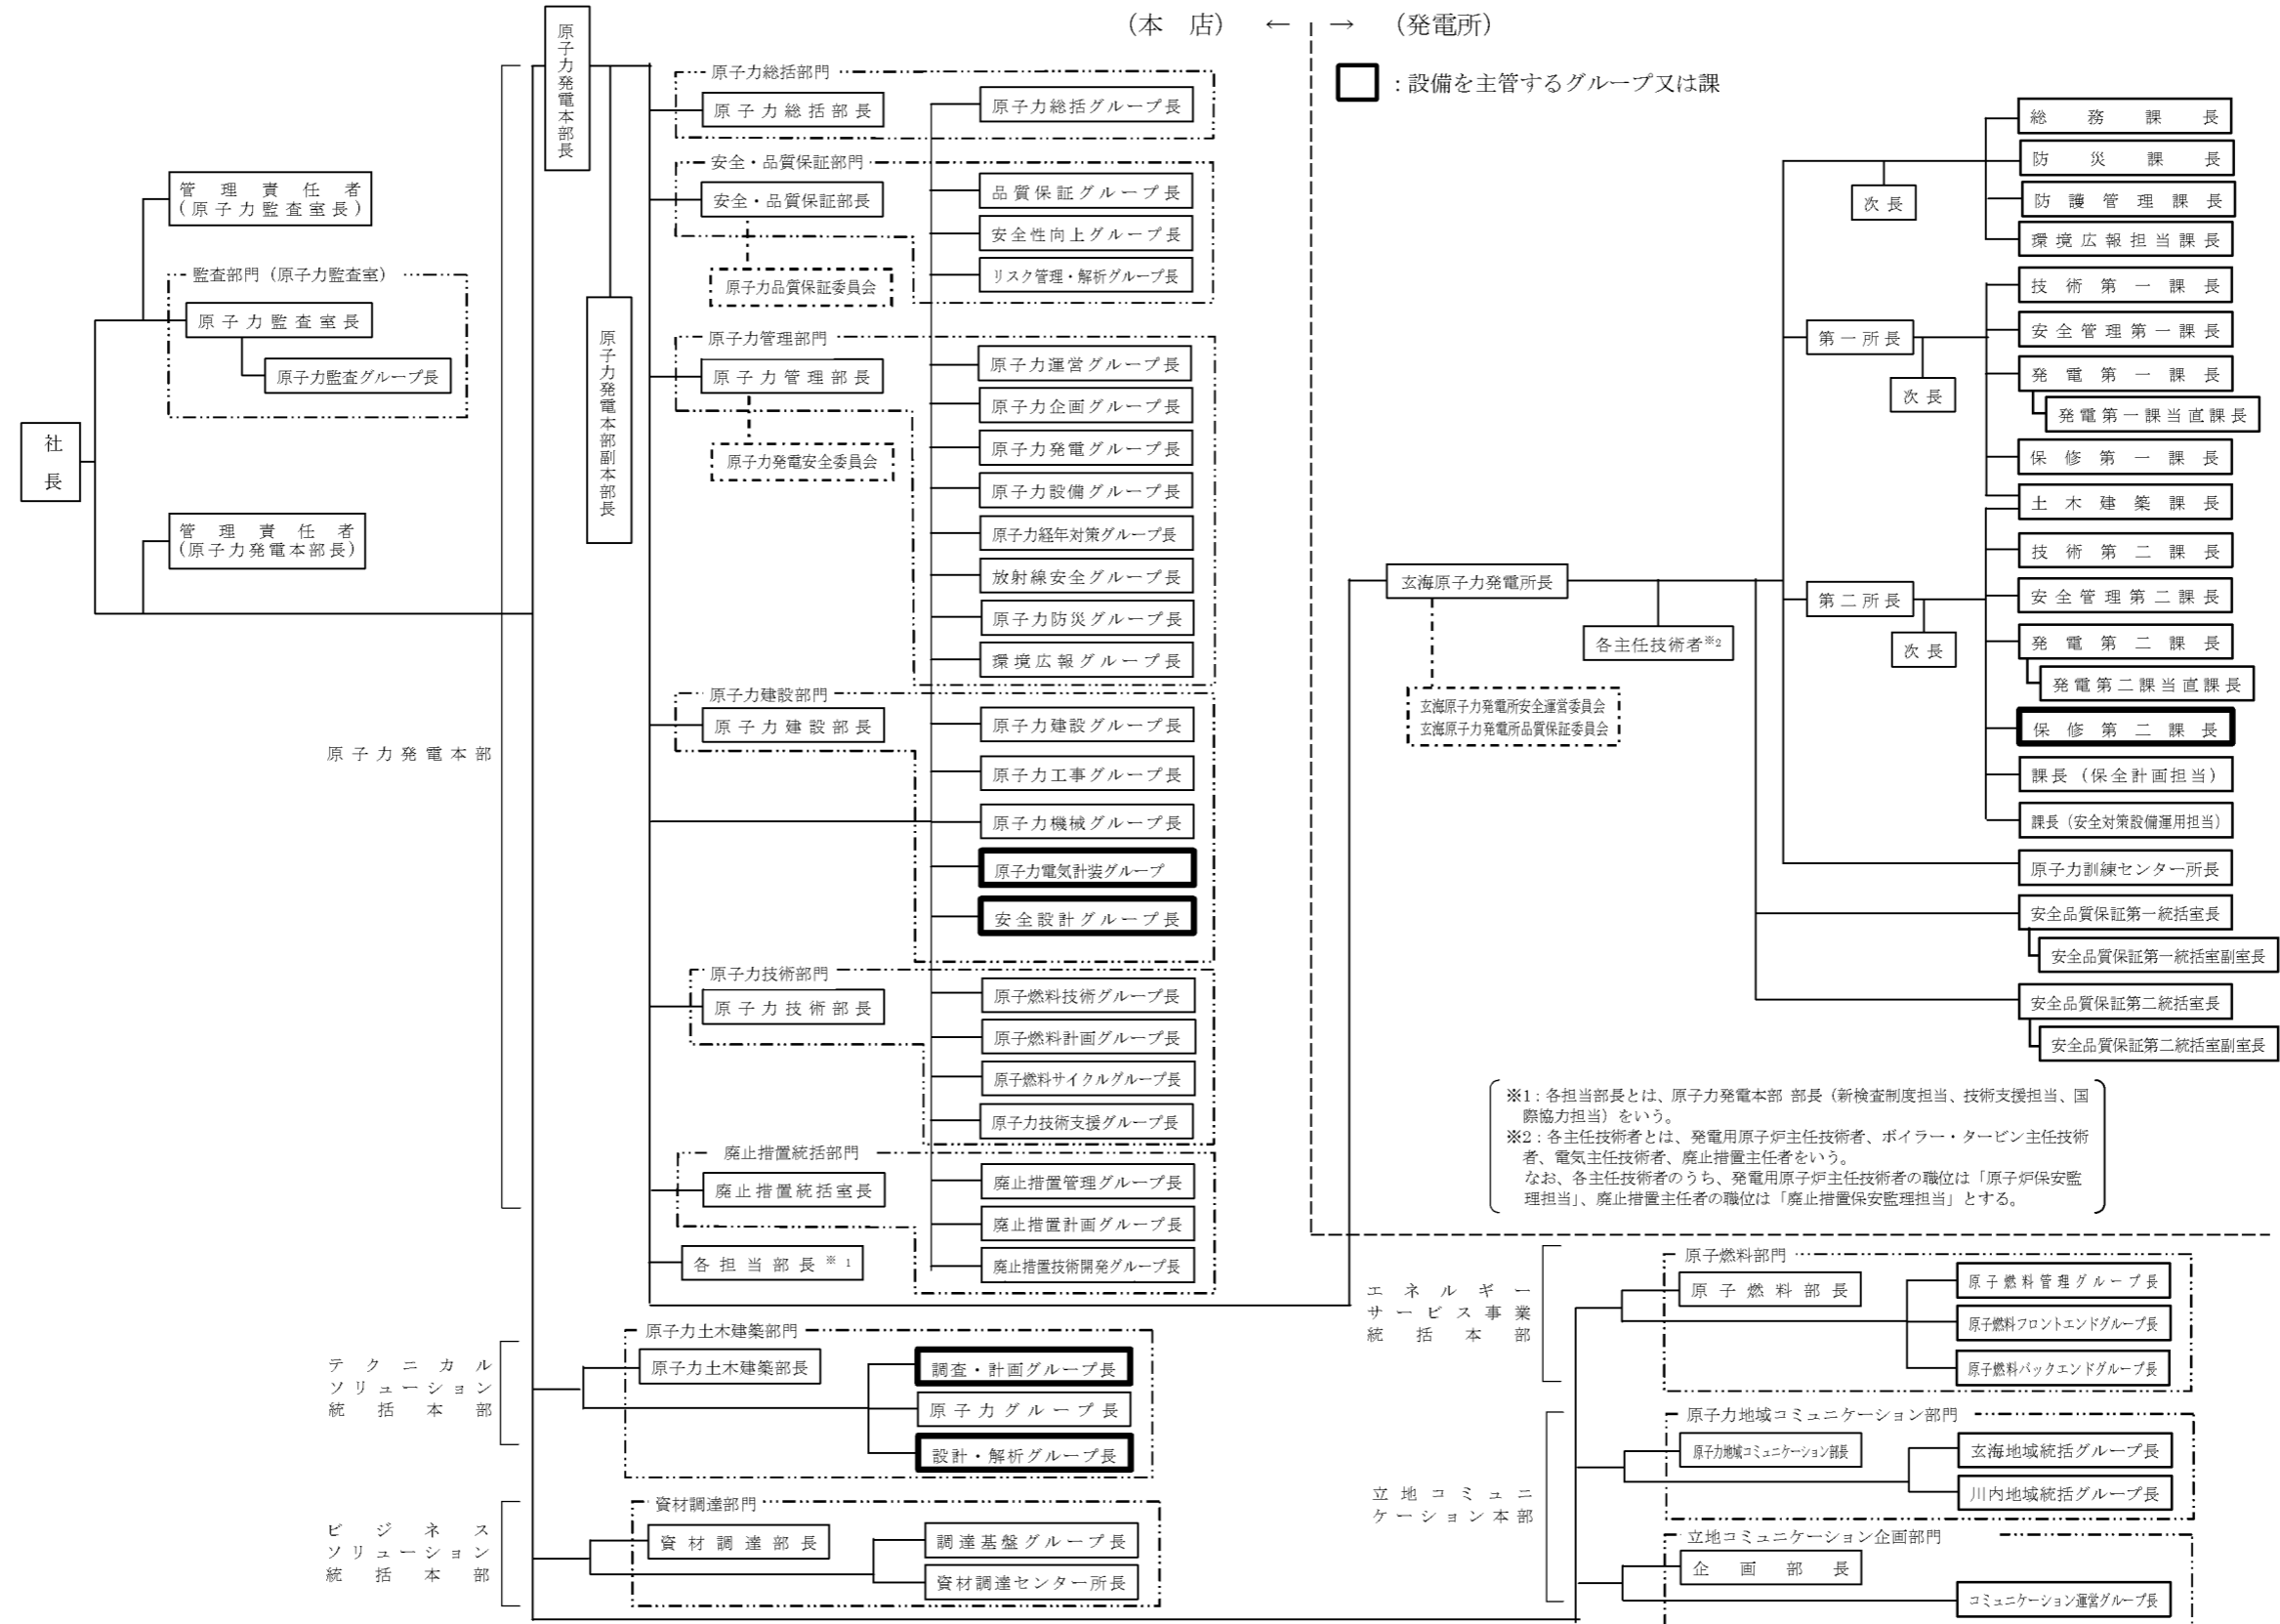 (本　店)　←　→　(発電所)
：設備を主管するグループ又は課
社
長
管理責任者
(原子力監査室長)
監査部門（原子力監査室）
原子力監査室長
原子力監査グループ長
管理責任者
(原子力発電本部長)
原子力発電本部
原子力発電本部長
原子力発電本部副本部長
原子力総括部門
原子力総括部長
原子力総括グループ長
安全・品質保証部門
安全・品質保証部長
原子力品質保証委員会
品質保証グループ長
安全性向上グループ長
リスク管理・解析グループ長
原子力管理部門
原子力管理部長
原子力発電安全委員会
原子力運営グループ長
原子力企画グループ長
原子力発電グループ長
原子力設備グループ長
原子力経年対策グループ長
放射線安全グループ長
原子力防災グループ長
環境広報グループ長
原子力建設部門
原子力建設部長
原子力建設グループ長
原子力工事グループ長
原子力機械グループ長
原子力電気計装グループ
安全設計グループ長
原子力技術部門
原子力技術部長
原子燃料技術グループ長
原子燃料計画グループ長
原子燃料サイクルグループ長
原子力技術支援グループ長
廃止措置統括部門
廃止措置統括室長
廃止措置管理グループ長
廃止措置計画グループ長
廃止措置技術開発グループ長
各担当部長※1
テクニカル
ソリューション
統括本部
原子力土木建築部門
原子力土木建築部長
調査・計画グループ長
原子力グループ長
設計・解析グループ長
ビジネス
ソリューション
統括本部
資材調達部門
資材調達部長
調達基盤グループ長
資材調達センター所長
玄海原子力発電所長
各主任技術者※2
玄海原子力発電所安全運営委員会
玄海原子力発電所品質保証委員会
次長
総務課長
防災課長
防護管理課長
環境広報担当課長
第一所長
次長
技術第一課長
安全管理第一課長
発電第一課長
発電第一課当直課長
保修第一課長
土木建築課長
第二所長
次長
技術第二課長
安全管理第二課長
発電第二課長
発電第二課当直課長
保修第二課長
課長（保全計画担当）
課長（安全対策設備運用担当）
原子力訓練センター所長
安全品質保証第一統括室長
安全品質保証第一統括室副室長
安全品質保証第二統括室長
安全品質保証第二統括室副室長
※1：各担当部長とは、原子力発電本部 部長（新検査制度担当、技術支援担当、国
際協力担当）をいう。
※2：各主任技術者とは、発電用原子炉主任技術者、ボイラー・タービン主任技術
者、電気主任技術者、廃止措置主任者をいう。
なお、各主任技術者のうち、発電用原子炉主任技術者の職位は「原子炉保安監
理担当」、廃止措置主任者の職位は「廃止措置保安監理担当」とする。
エネルギー
サービス事業
統括本部
原子燃料部門
原子燃料部長
原子燃料管理グループ長
原子燃料フロントエンドグループ長
原子燃料バックエンドグループ長
立地コミュニ
ケーション本部
原子力地域コミュニケーション部門
原子力地域コミュニケーション部長
玄海地域統括グループ長
川内地域統括グループ長
立地コミュニケーション企画部門
企画部長
コミュニケーション運営グループ長